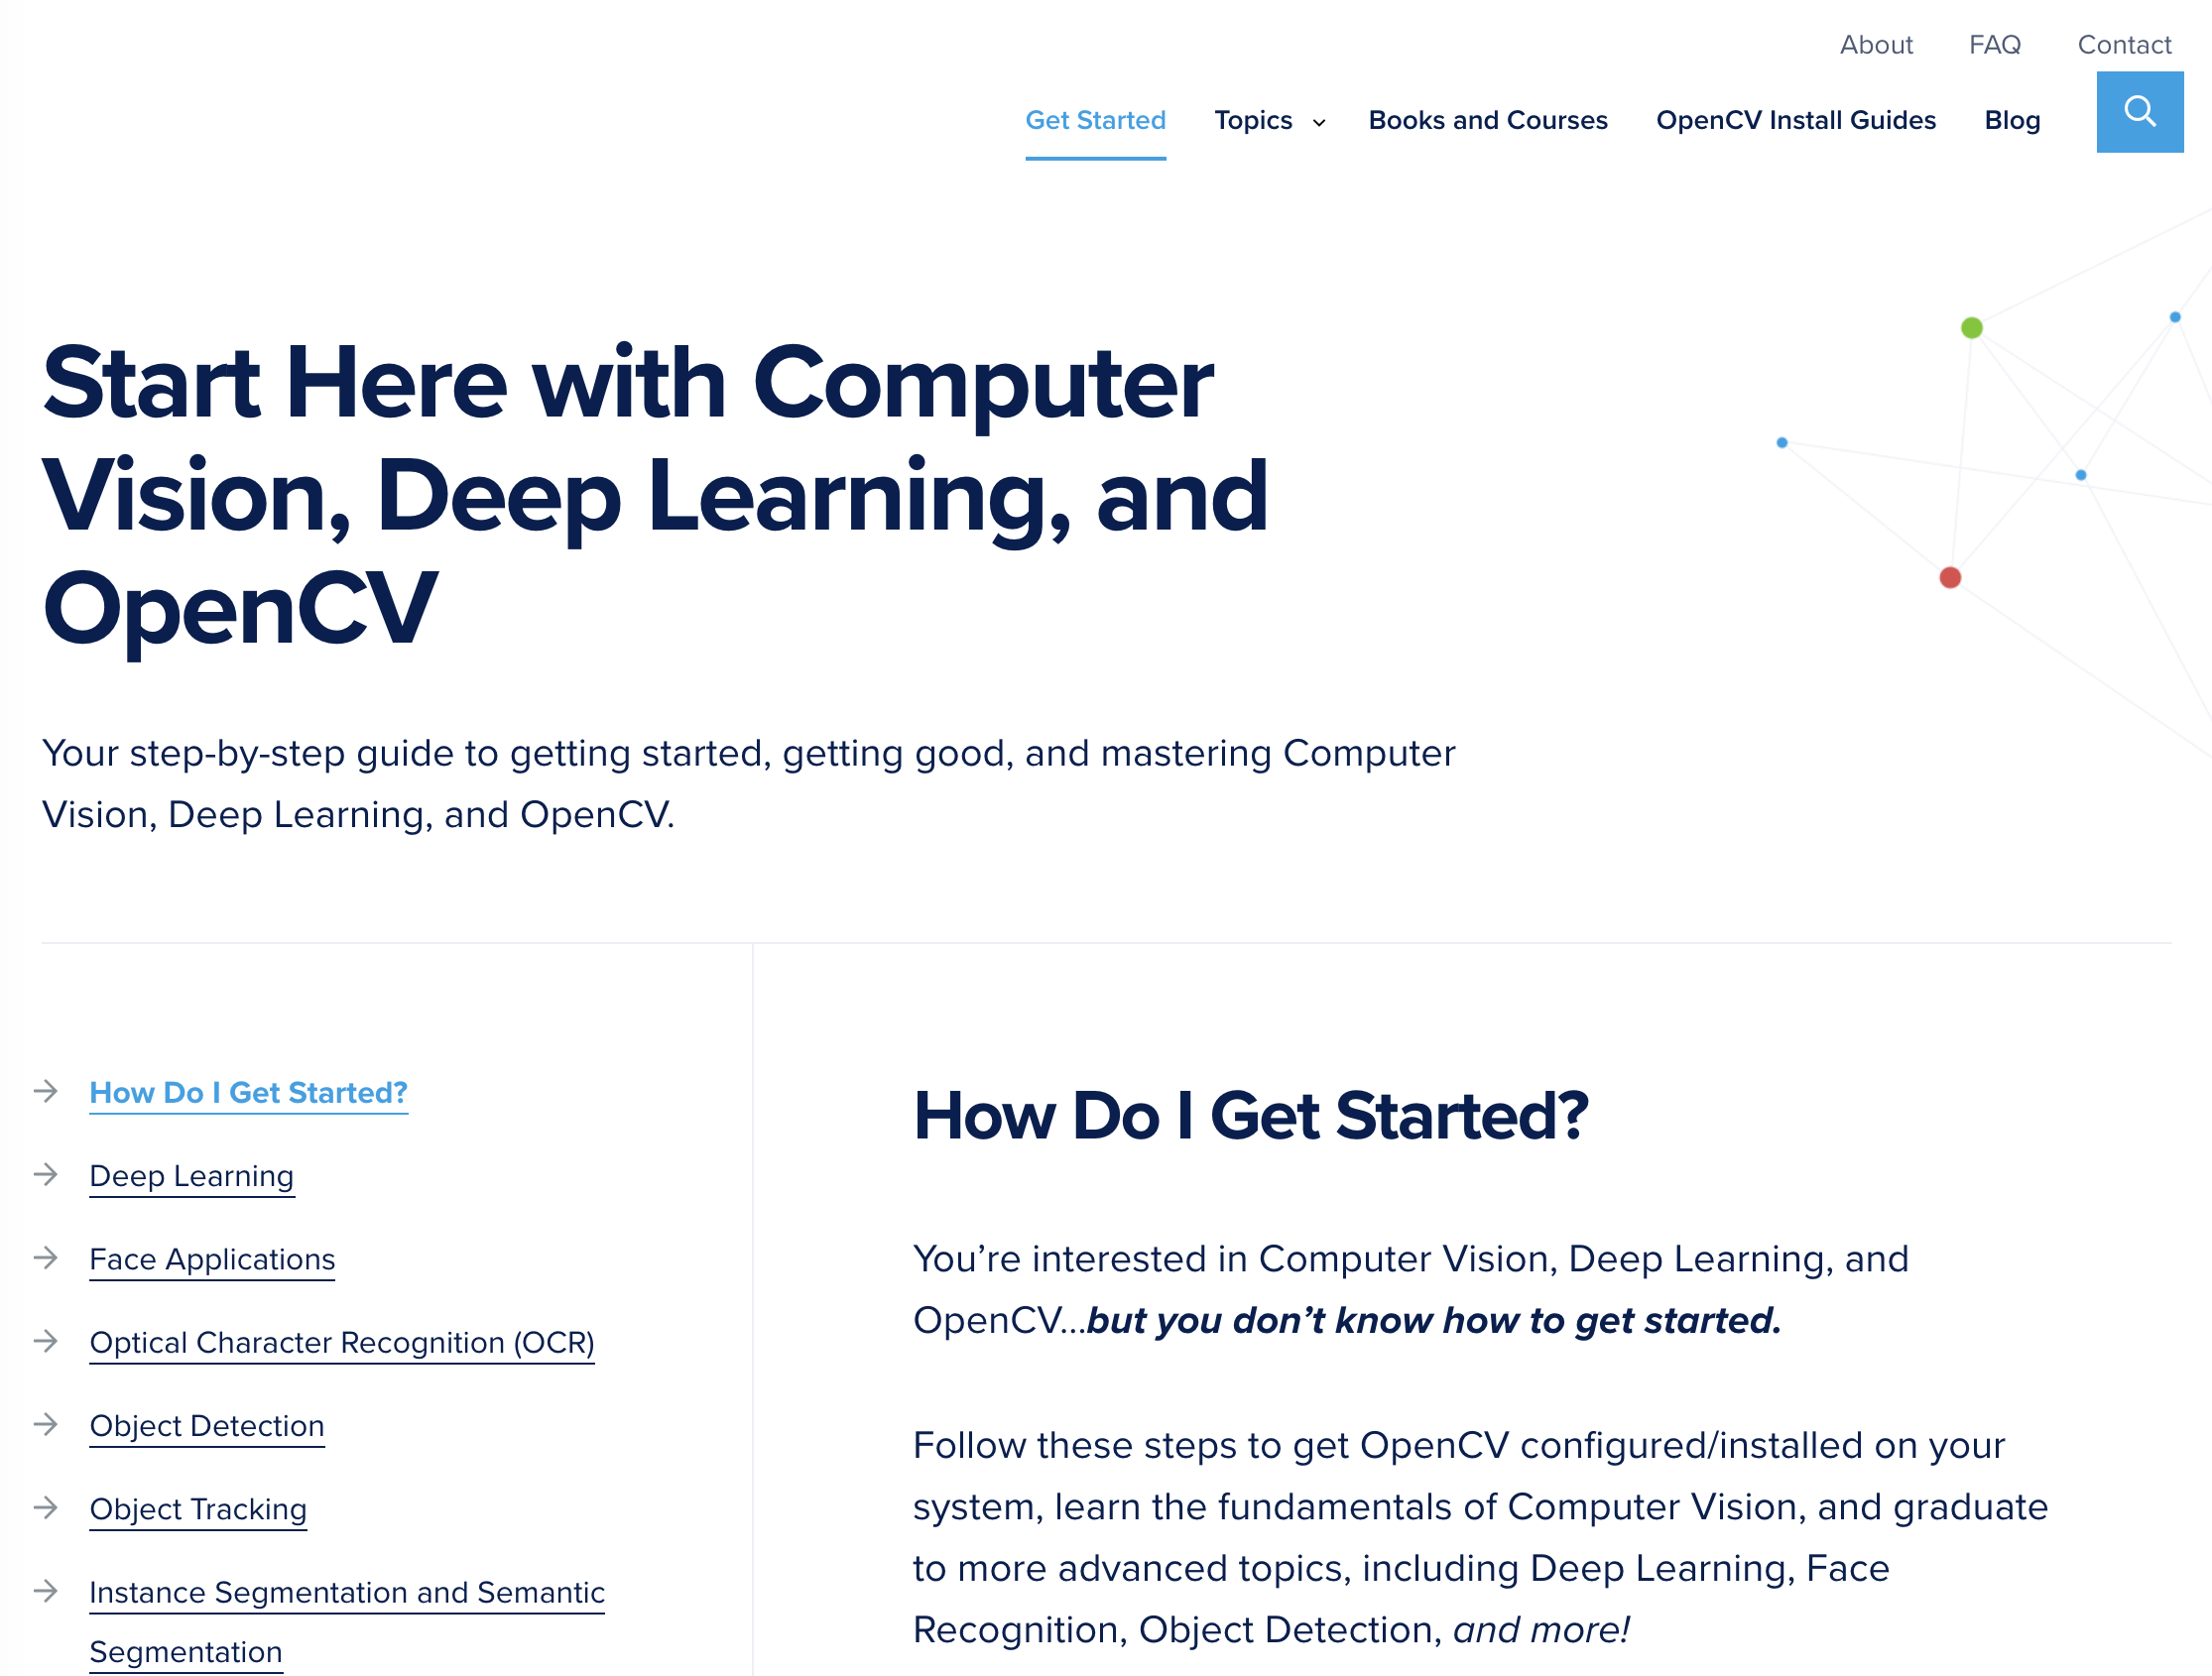 About FAQ Contact
Get Started Topics Books and Courses OpenCV Install Guides Blog
Start Here with Computer
Vision, Deep Learning, and
OpenCV
Your step-by-step guide to getting started, getting good, and mastering Computer
Vision, Deep Learning, and OpenCV.
How Do I Get Started?
Deep Learning
Face Applications
Optical Character Recognition (OCR)
Object Detection
Object Tracking
Instance Segmentation and Semantic
Segmentation
How Do I Get Started?
You’re interested in Computer Vision, Deep Learning, and
OpenCV...but you don’t know how to get started.
Follow these steps to get OpenCV configured/installed on your
system, learn the fundamentals of Computer Vision, and graduate
to more advanced topics, including Deep Learning, Face
Recognition, Object Detection, and more!